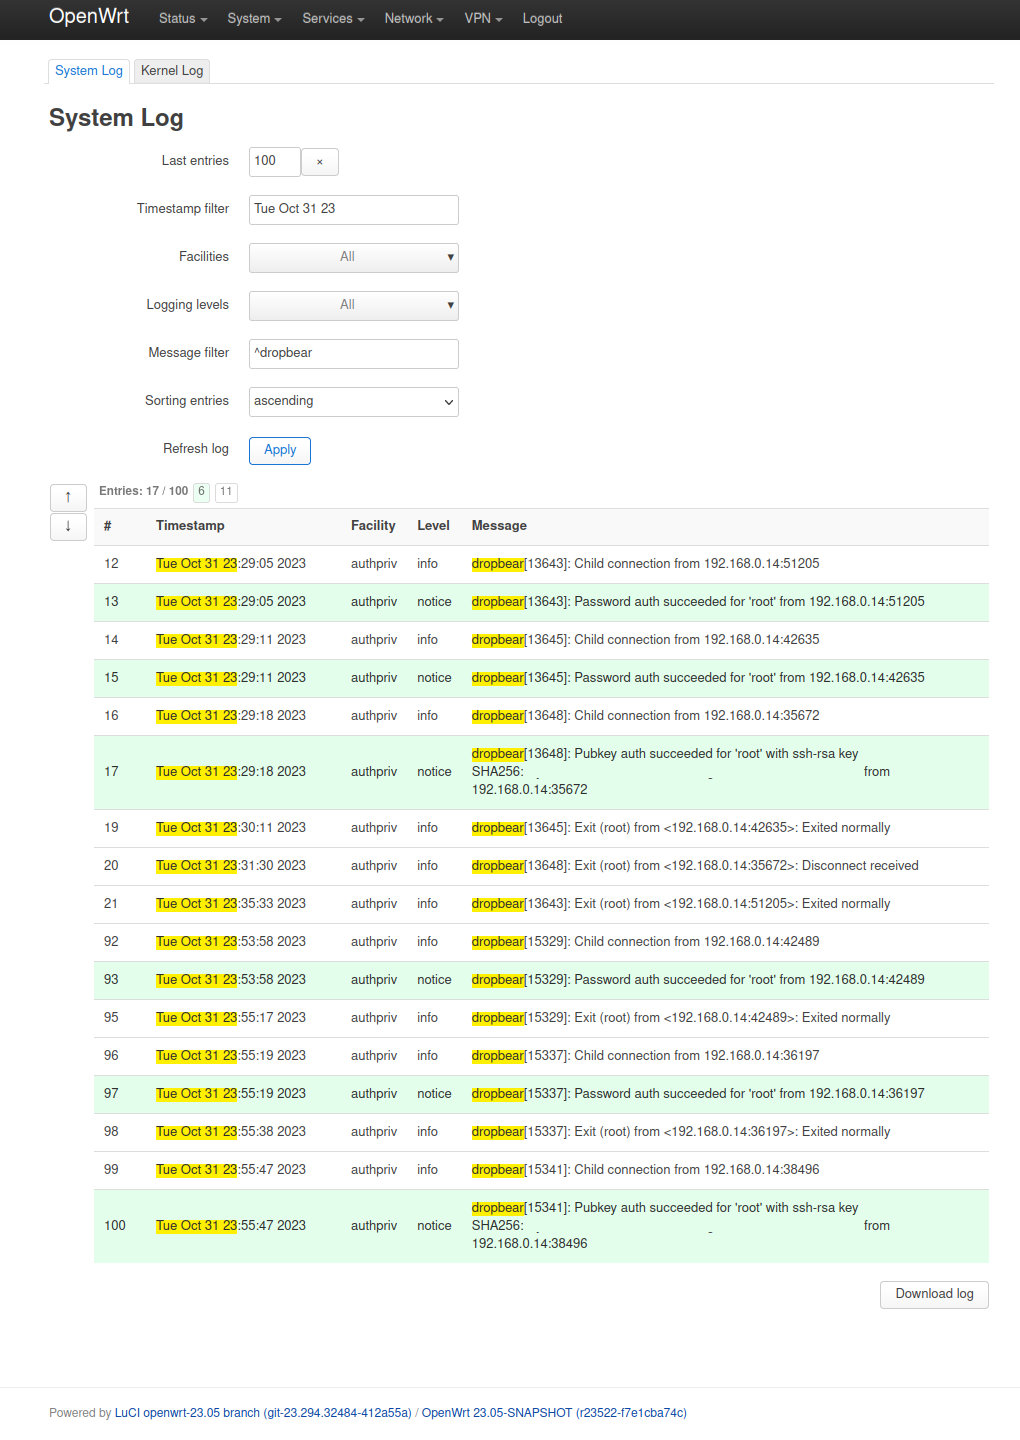 OpenWrt Status System Services Network VPN Logout
System Log Kernel Log
System Log
Last entries 100 ×
Timestamp filter Tue Oct 31 23
Facilities All ▾
Logging levels All ▾
Message filter ^dropbear
Sorting entries ascending
Refresh log Apply
↑ Entries: 17 / 100 6 11
↓ # Timestamp Facility Level Message
12 Tue Oct 31 23:29:05 2023 authpriv info dropbear[13643]: Child connection from 192.168.0.14:51205
13 Tue Oct 31 23:29:05 2023 authpriv notice dropbear[13643]: Password auth succeeded for 'root' from 192.168.0.14:51205
14 Tue Oct 31 23:29:11 2023 authpriv info dropbear[13645]: Child connection from 192.168.0.14:42635
15 Tue Oct 31 23:29:11 2023 authpriv notice dropbear[13645]: Password auth succeeded for 'root' from 192.168.0.14:42635
16 Tue Oct 31 23:29:18 2023 authpriv info dropbear[13648]: Child connection from 192.168.0.14:35672
dropbear[13648]: Pubkey auth succeeded for 'root' with ssh-rsa key
17 Tue Oct 31 23:29:18 2023 authpriv notice SHA256: from
192.168.0.14:35672
19 Tue Oct 31 23:30:11 2023 authpriv info dropbear[13645]: Exit (root) from <192.168.0.14:42635>: Exited normally
20 Tue Oct 31 23:31:30 2023 authpriv info dropbear[13648]: Exit (root) from <192.168.0.14:35672>: Disconnect received
21 Tue Oct 31 23:35:33 2023 authpriv info dropbear[13643]: Exit (root) from <192.168.0.14:51205>: Exited normally
92 Tue Oct 31 23:53:58 2023 authpriv info dropbear[15329]: Child connection from 192.168.0.14:42489
93 Tue Oct 31 23:53:58 2023 authpriv notice dropbear[15329]: Password auth succeeded for 'root' from 192.168.0.14:42489
95 Tue Oct 31 23:55:17 2023 authpriv info dropbear[15329]: Exit (root) from <192.168.0.14:42489>: Exited normally
96 Tue Oct 31 23:55:19 2023 authpriv info dropbear[15337]: Child connection from 192.168.0.14:36197
97 Tue Oct 31 23:55:19 2023 authpriv notice dropbear[15337]: Password auth succeeded for 'root' from 192.168.0.14:36197
98 Tue Oct 31 23:55:38 2023 authpriv info dropbear[15337]: Exit (root) from <192.168.0.14:36197>: Exited normally
99 Tue Oct 31 23:55:47 2023 authpriv info dropbear[15341]: Child connection from 192.168.0.14:38496
dropbear[15341]: Pubkey auth succeeded for 'root' with ssh-rsa key
100 Tue Oct 31 23:55:47 2023 authpriv notice SHA256: from
192.168.0.14:38496
Download log
Powered by LuCI openwrt-23.05 branch (git-23.294.32484-412a55a) / OpenWrt 23.05-SNAPSHOT (r23522-f7e1cba74c)